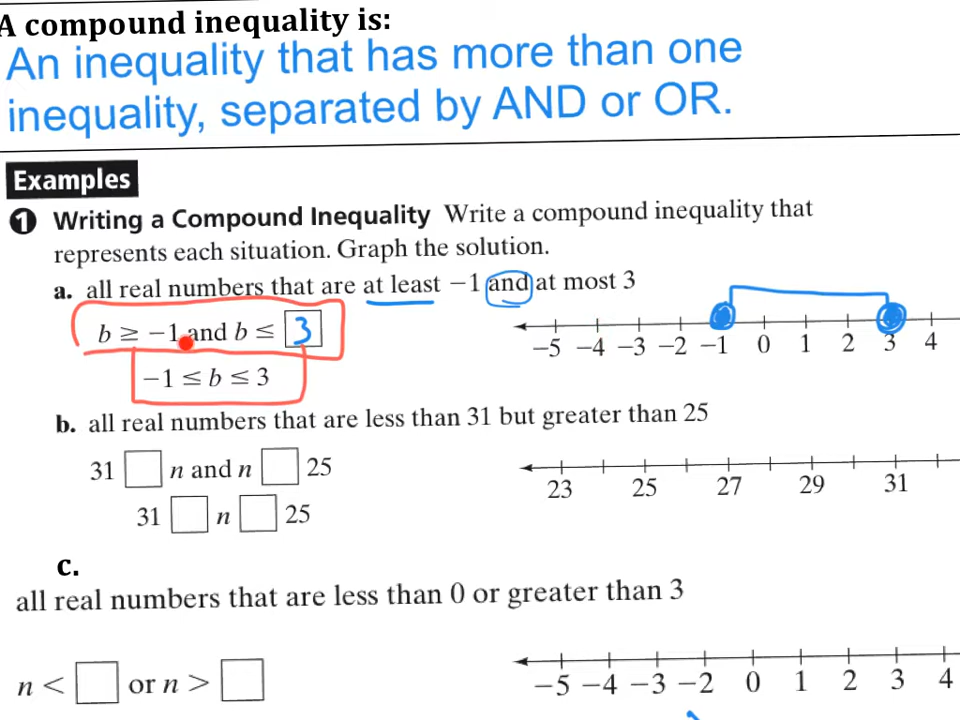 A compound inequality is:
An inequality that has more than one
inequality, separated by AND or OR.
Examples
1 Writing a Compound Inequality Write a compound inequality that
represents each situation. Graph the solution.
a. all real numbers that are at least −1 and at most 3
b ≥ −1 and b ≤ 3
−1 ≤ b ≤ 3
−5 −4 −3 −2 −1 0 1 2 3 4
b. all real numbers that are less than 31 but greater than 25
31 □ n and n □ 25
31 □ n □ 25
23 25 27 29 31
c.
all real numbers that are less than 0 or greater than 3
n < □ or n > □
−5 −4 −3 −2 0 1 2 3 4